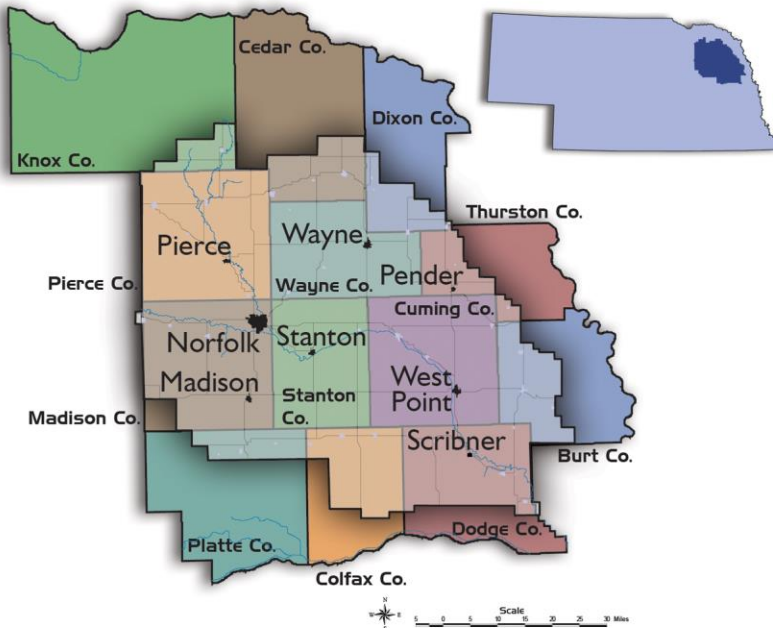 Cedar Co.
Dixon Co.
Knox Co.
Thurston Co.
Pierce
Wayne
Pender
Pierce Co.
Wayne Co.
Cuming Co.
Norfolk
Stanton
Madison
West
Point
Stanton
Co.
Madison Co.
Scribner
Burt Co.
Platte Co.
Dodge Co.
Colfax Co.
N
W
Scale
5 0 5 10 15 20 25 30 Miles